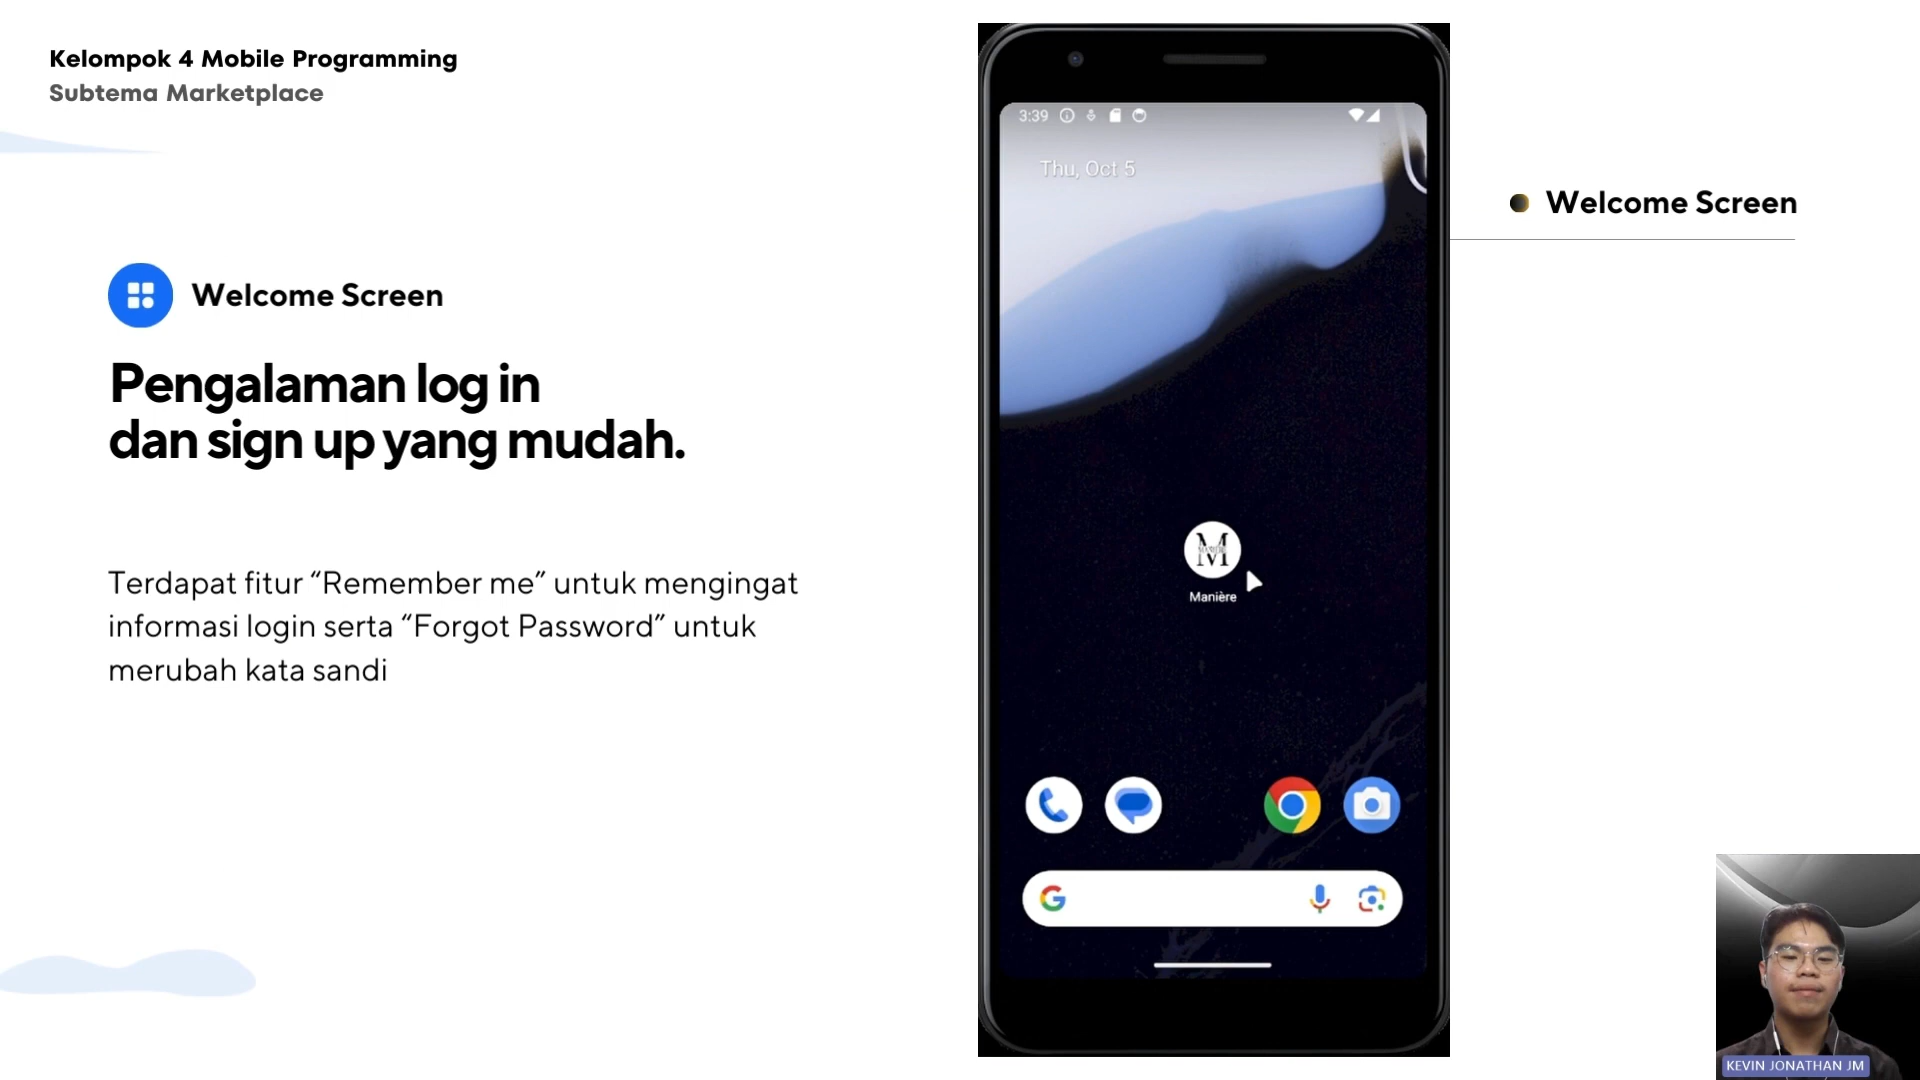 Kelompok 4 Mobile Programming
Subtema Marketplace
Welcome Screen
Pengalaman log in
dan sign up yang mudah.
Terdapat fitur “Remember me” untuk mengingat
informasi login serta “Forgot Password” untuk
merubah kata sandi
3:39
Thu, Oct 5
M
Manière
G
Welcome Screen
KEVIN JONATHAN JM